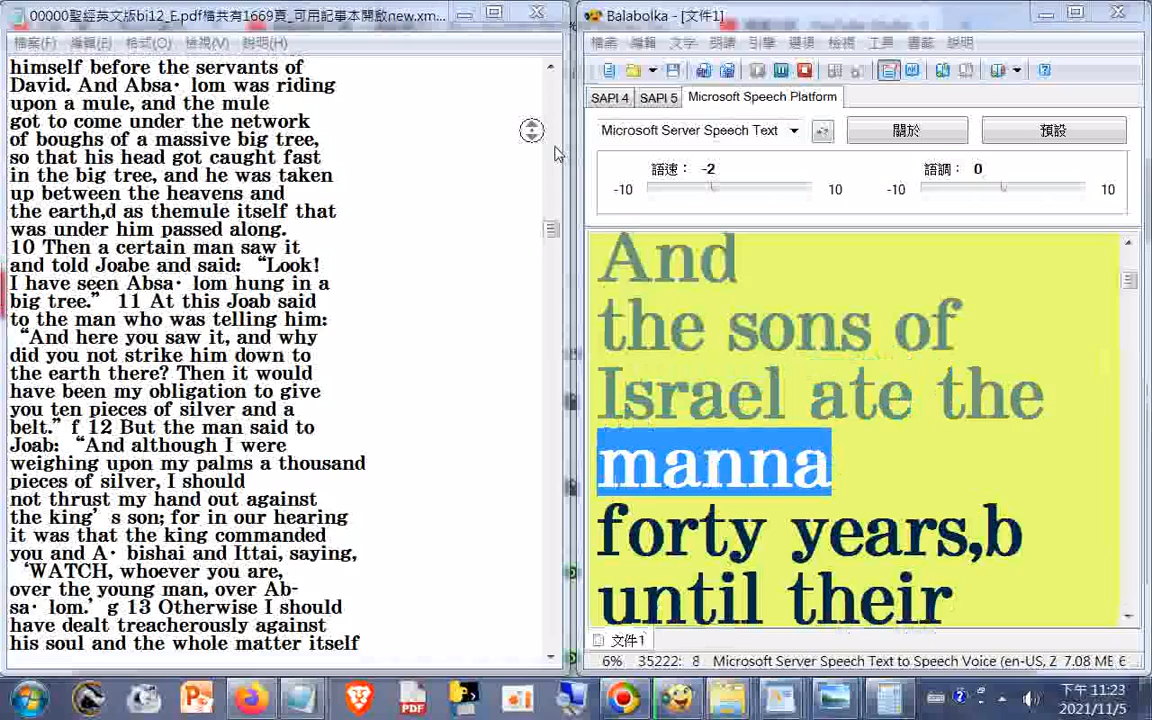 00000聖經英文版bi12_E.pdf檔共有1669頁_可用記事本開啟new.xm...
檔案(F) 編輯(E) 格式(O) 檢視(V) 說明(H)
himself before the servants of
David. And Absa· lom was riding
upon a mule, and the mule
got to come under the network
of boughs of a massive big tree,
so that his head got caught fast
in the big tree, and he was taken
up between the heavens and
the earth,d as themule itself that
was under him passed along.
10 Then a certain man saw it
and told Joabe and said: “Look!
I have seen Absa· lom hung in a
big tree.” 11 At this Joab said
to the man who was telling him:
“And here you saw it, and why
did you not strike him down to
the earth there? Then it would
have been my obligation to give
you ten pieces of silver and a
belt.” f 12 But the man said to
Joab: “And although I were
weighing upon my palms a thousand
pieces of silver, I should
not thrust my hand out against
the king’ s son; for in our hearing
it was that the king commanded
you and A· bishai and Ittai, saying,
‘WATCH, whoever you are,
over the young man, over Ab-
sa· lom.’ g 13 Otherwise I should
have dealt treacherously against
his soul and the whole matter itself
Balabolka - [文件1]
檔案 編輯 文字 朗讀 引擎 選項 檢視 工具 書籤 說明
SAPI 4 SAPI 5 Microsoft Speech Platform
Microsoft Server Speech Text 關於 預設
語速： -2 語調： 0
-10 10 -10 10
And
the sons of
Israel ate the
manna
forty years,b
until their
文件1
6% 35222: 8 Microsoft Server Speech Text to Speech Voice (en-US, Z 7.08 MB 6
PDF
下午 11:23
2021/11/5